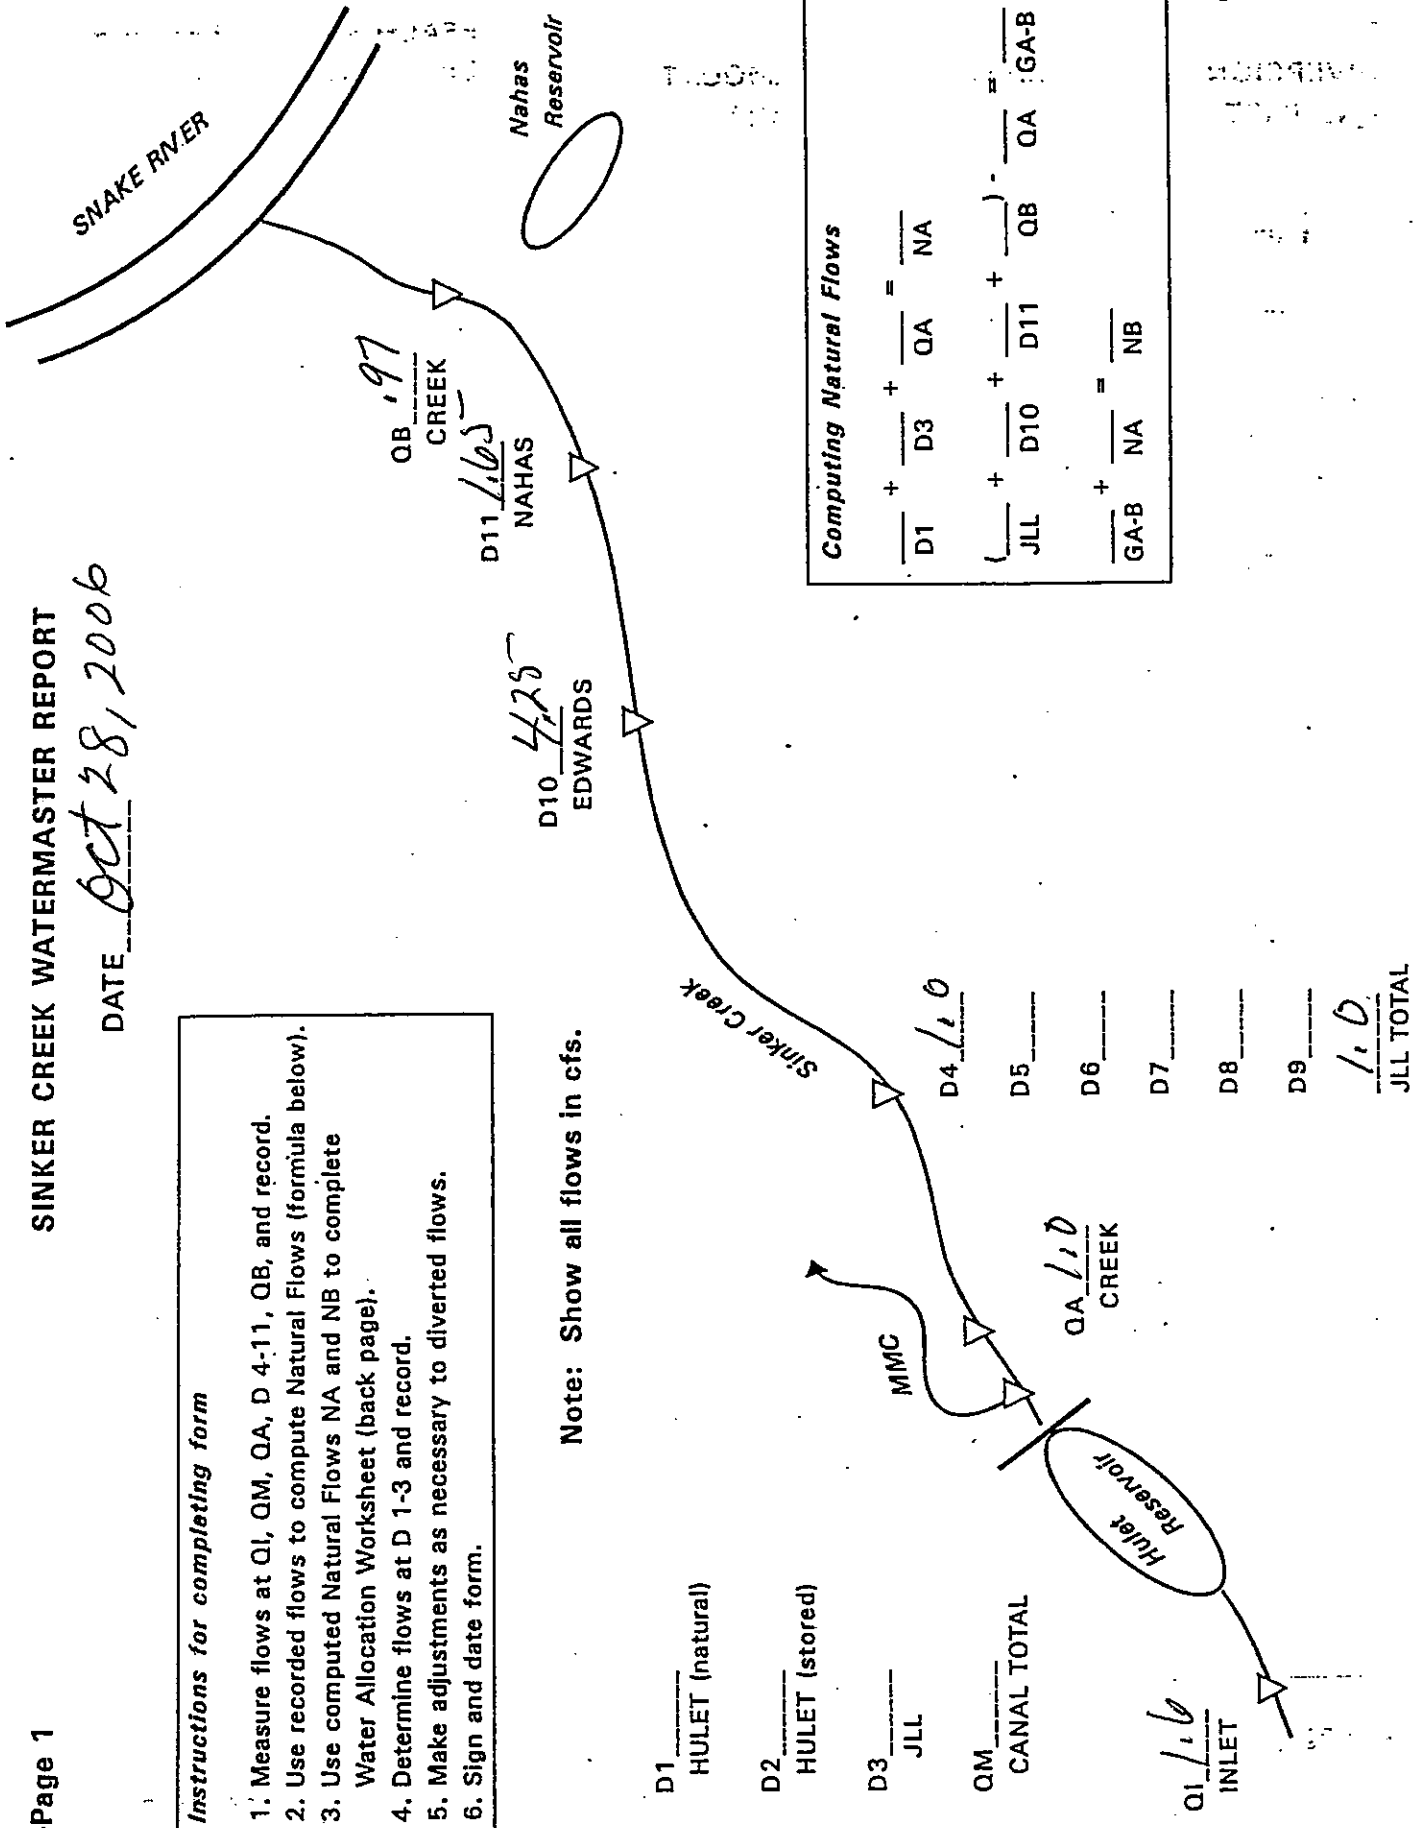 Page 1
SINKER CREEK WATERMASTER REPORT
DATE Oct 28, 2006
Instructions for completing form
1. Measure flows at QI, QM, QA, D 4-11, QB, and record.
2. Use recorded flows to compute Natural Flows (formula below).
3. Use computed Natural Flows NA and NB to complete
Water Allocation Worksheet (back page).
4. Determine flows at D 1-3 and record.
5. Make adjustments as necessary to diverted flows.
6. Sign and date form.
Note: Show all flows in cfs.
SNAKE RIVER
Nahas
Reservoir
QB .97
CREEK
D11 1.65
NAHAS
D10 4.25
EDWARDS
Sinker Creek
MMC
Hulet
Reservoir
D1
HULET (natural)
D2
HULET (stored)
D3
JLL
QM
CANAL TOTAL
QI 1.6
INLET
QA 1.0
CREEK
D4 1.0
D5
D6
D7
D8
D9
1.0
JLL TOTAL
Computing Natural Flows
+ + =
D1 D3 QA NA
( + + + ) - =
JLL D10 D11 QB QA GA-B
+ =
GA-B NA NB